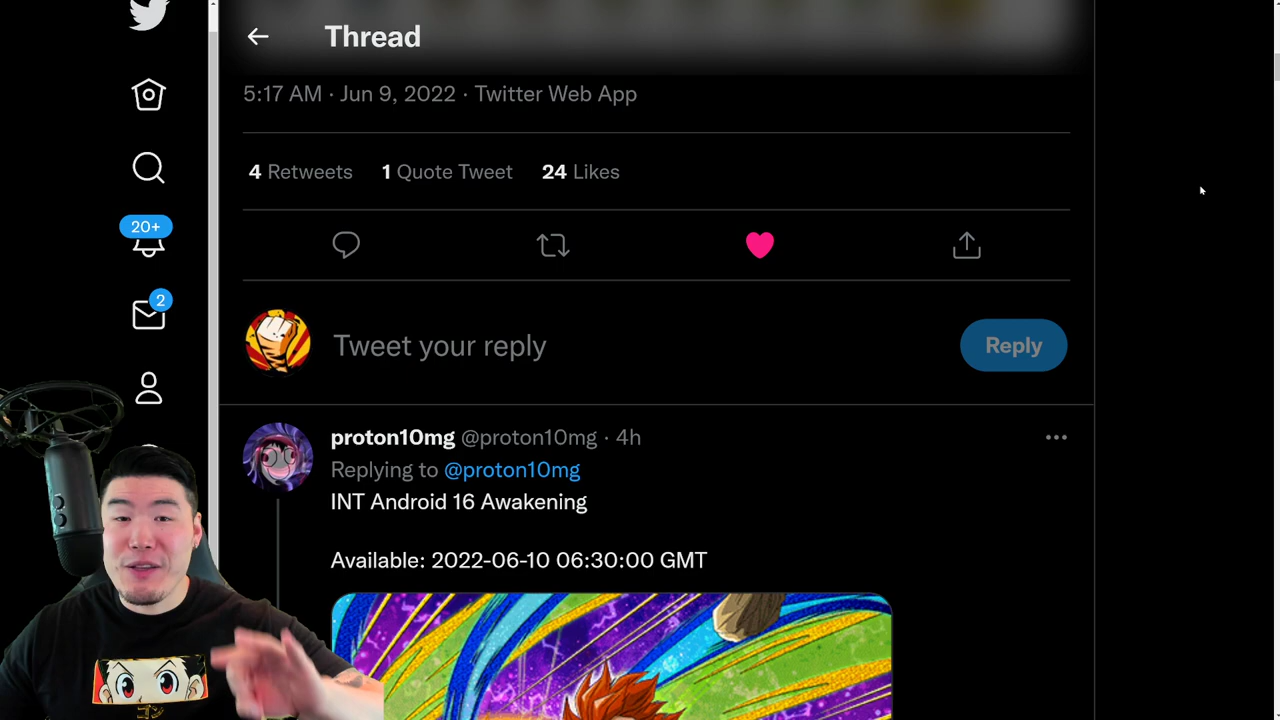 Thread
5:17 AM · Jun 9, 2022 · Twitter Web App
4 Retweets 1 Quote Tweet 24 Likes
20+
2
Tweet your reply
Reply
proton10mg @proton10mg · 4h
Replying to @proton10mg
INT Android 16 Awakening
Available: 2022-06-10 06:30:00 GMT